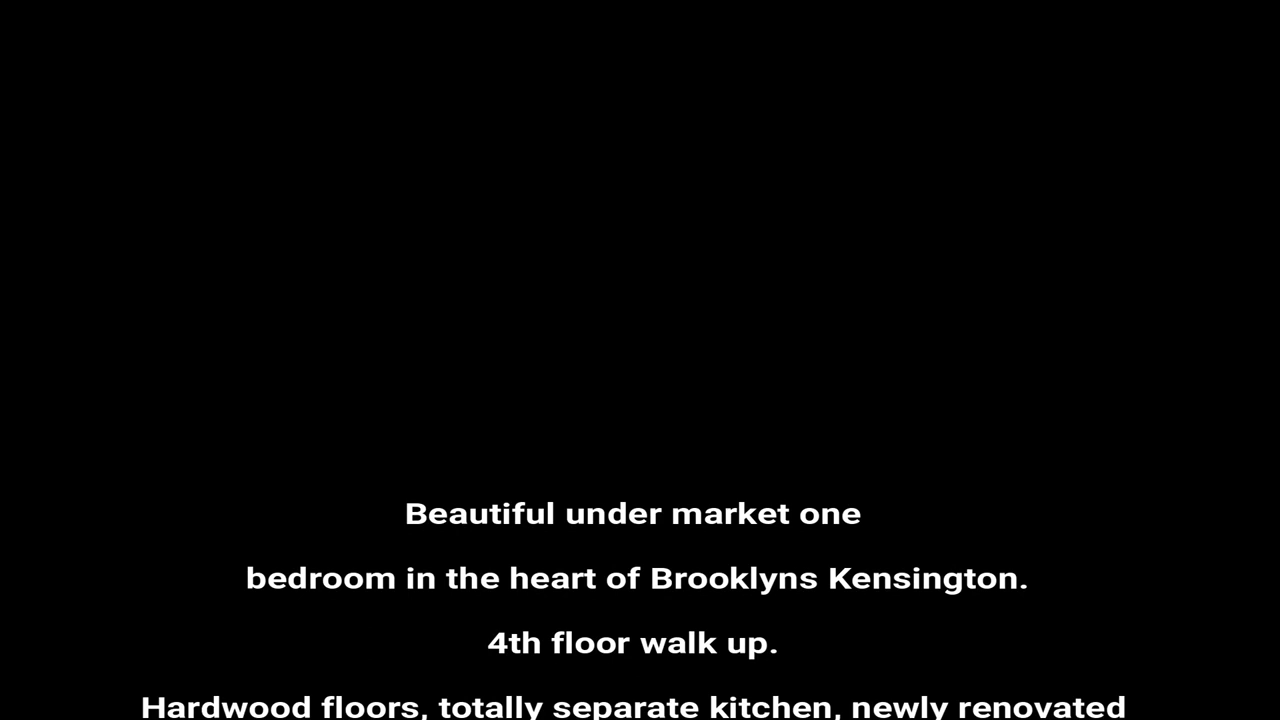 Beautiful under market one
bedroom in the heart of Brooklyns Kensington.
4th floor walk up.
Hardwood floors, totally separate kitchen, newly renovated